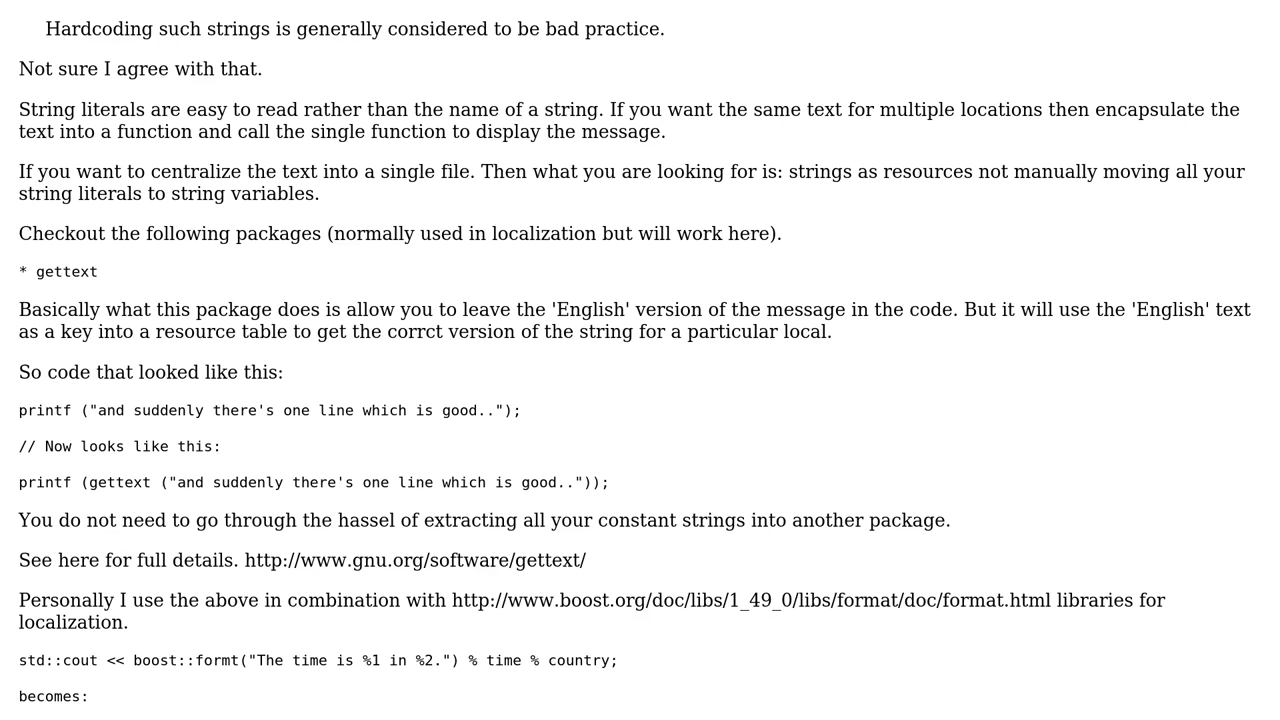 Hardcoding such strings is generally considered to be bad practice.
Not sure I agree with that.
String literals are easy to read rather than the name of a string. If you want the same text for multiple locations then encapsulate the
text into a function and call the single function to display the message.
If you want to centralize the text into a single file. Then what you are looking for is: strings as resources not manually moving all your
string literals to string variables.
Checkout the following packages (normally used in localization but will work here).
* gettext
Basically what this package does is allow you to leave the 'English' version of the message in the code. But it will use the 'English' text
as a key into a resource table to get the corrct version of the string for a particular local.
So code that looked like this:
printf ("and suddenly there's one line which is good..");
// Now looks like this:
printf (gettext ("and suddenly there's one line which is good.."));
You do not need to go through the hassel of extracting all your constant strings into another package.
See here for full details. http://www.gnu.org/software/gettext/
Personally I use the above in combination with http://www.boost.org/doc/libs/1_49_0/libs/format/doc/format.html libraries for
localization.
std::cout << boost::formt("The time is %1 in %2.") % time % country;
becomes: